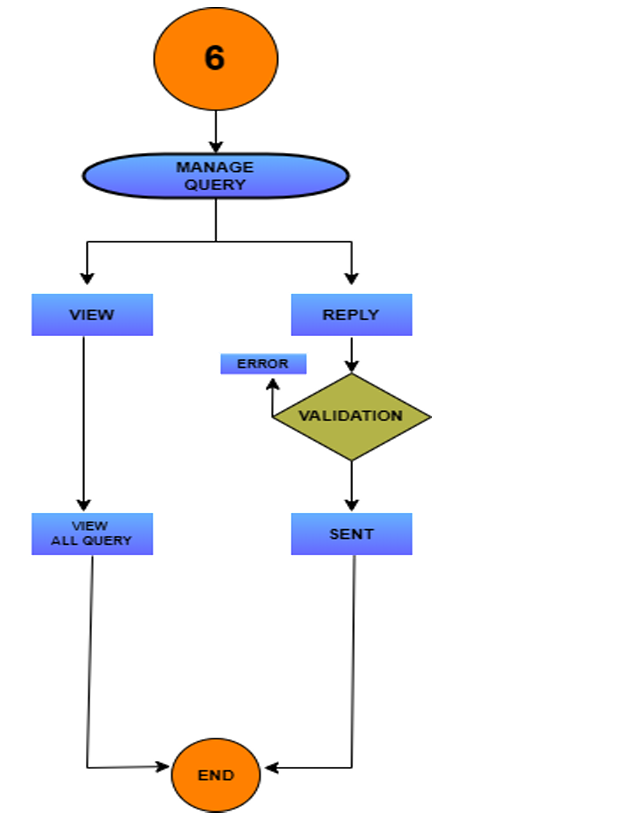 6
MANAGE
QUERY
VIEW
REPLY
ERROR
VALIDATION
VIEW
ALL QUERY
SENT
END